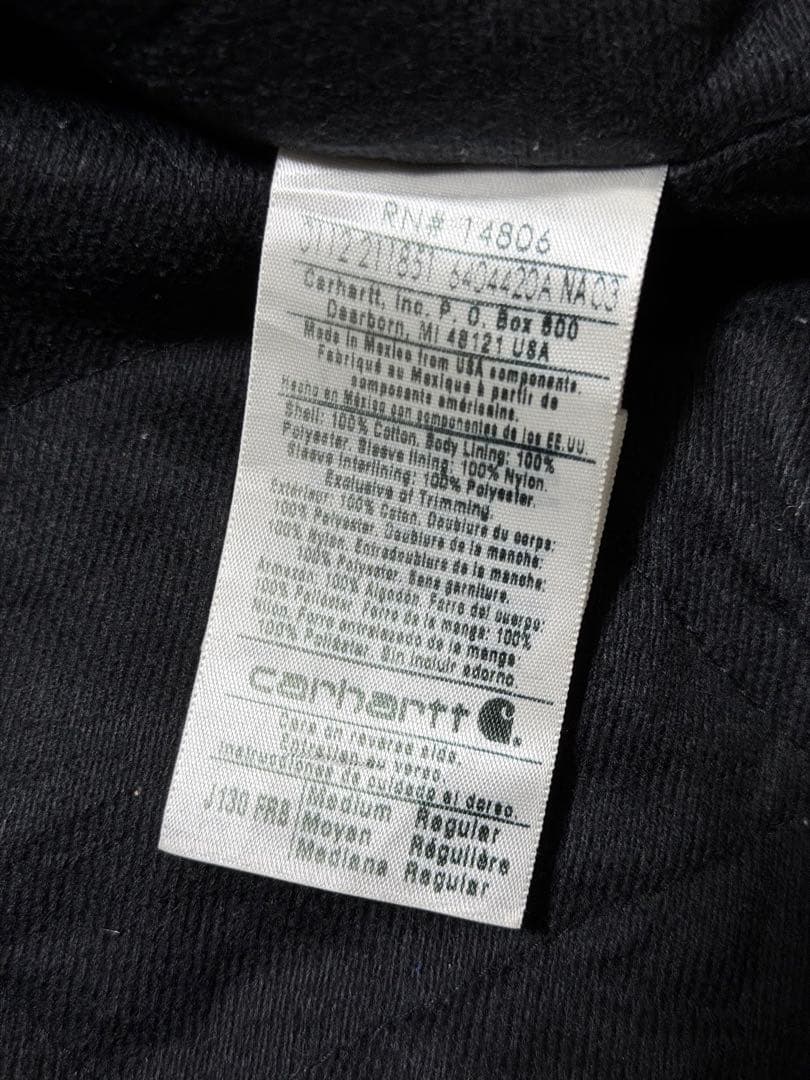 RN# 14806
0112 211851 6404420A NA 03
Carhartt, Inc. P. O. Box 600
Dearborn, MI 48121 USA
Made in Mexico from USA components.
Fabriqué au Mexique à partir de
composants américains.
Hecho en México con componentes de los EE.UU.
Shell: 100% Cotton. Body Lining: 100%
Polyester. Sleeve lining: 100% Nylon.
Sleeve Interlining: 100% Polyester.
Exclusive of Trimming.
Extérieur: 100% Coton. Doublure du corps:
100% Polyester. Doublure de la manche:
100% Nylon. Entredoublure de la manche:
100% Polyester. Sans garniture.
Armazón: 100% Algodón Forro del cuerpo:
100% Poliéster. Forro de la manga: 100%
Nilón. Forro entrelazado de la manga:
100% Poliéster. Sin incluir adorno.
carhartt
Care on reverse side.
Entretien au verso.
Instrucciones de cuidado al dorso.
J130 FRB Medium Regular
Moyen Régulière
Mediana Regular